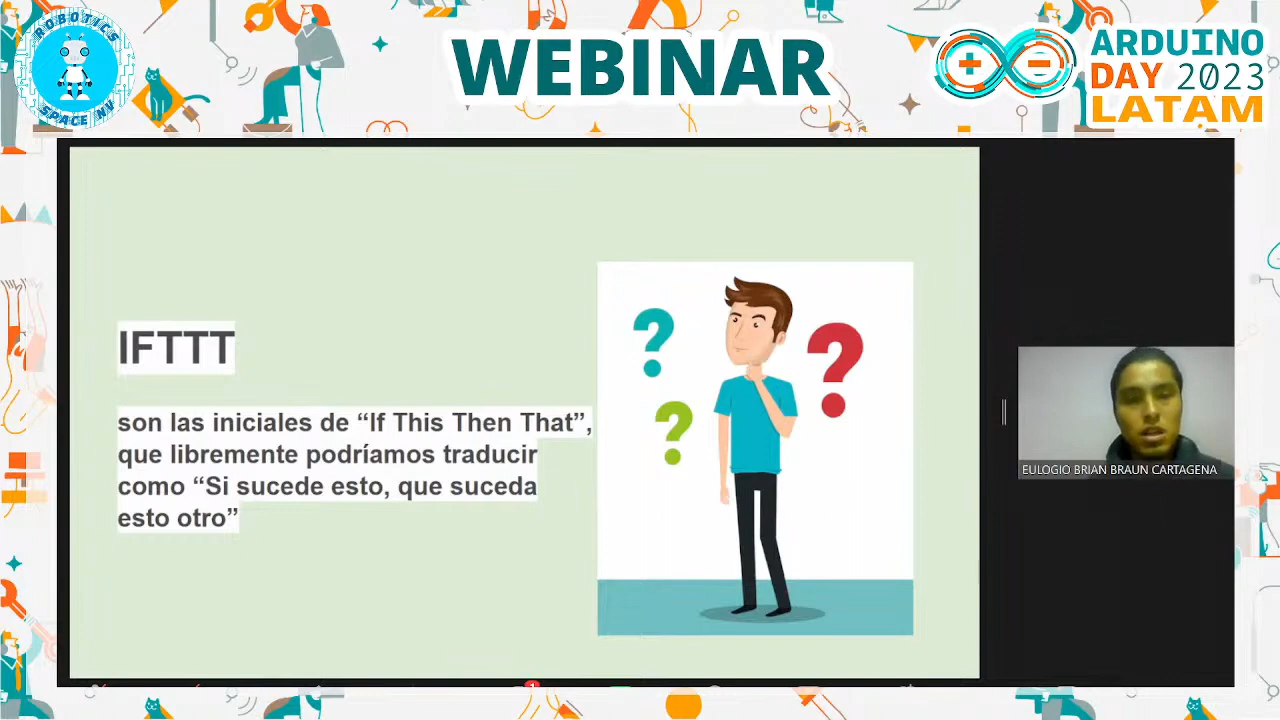 ROBOTICS
SPACE NV
WEBINAR
ARDUINO
DAY 2023
LATAM
IFTTT
son las iniciales de “If This Then That”,
que libremente podríamos traducir
como “Si sucede esto, que suceda
esto otro”
? ? ?
EULOGIO BRIAN BRAUN CARTAGENA
1